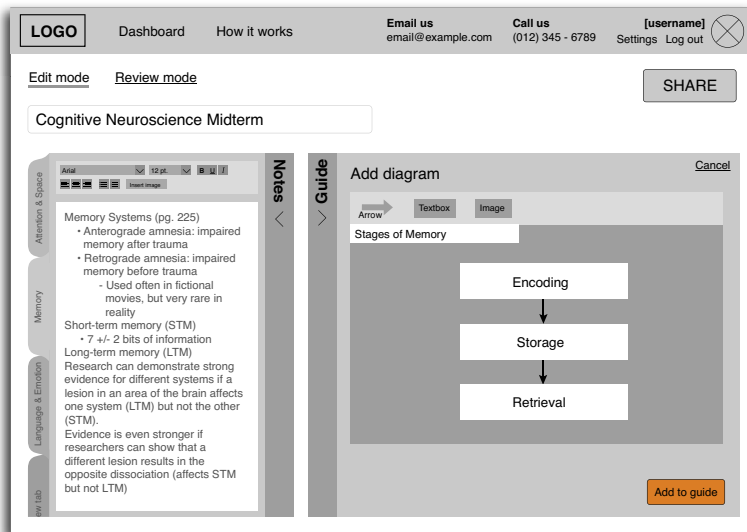 LOGO
Dashboard
How it works
Email us
email@example.com
Call us
(012) 345 - 6789
[username]
Settings Log out
Edit mode
Review mode
SHARE
Cognitive Neuroscience Midterm
Attention & Space
Memory
Language & Emotion
ew tab
Arial
12 pt.
B U I
Insert image
Memory Systems (pg. 225)
• Anterograde amnesia: impaired
memory after trauma
• Retrograde amnesia: impaired
memory before trauma
- Used often in fictional
movies, but very rare in
reality
Short-term memory (STM)
• 7 +/- 2 bits of information
Long-term memory (LTM)
Research can demonstrate strong
evidence for different systems if a
lesion in an area of the brain affects
one system (LTM) but not the other
(STM).
Evidence is even stronger if
researchers can show that a
different lesion results in the
opposite dissociation (affects STM
but not LTM)
Notes
Guide
Add diagram
Cancel
Arrow
Textbox
Image
Stages of Memory
Encoding
Storage
Retrieval
Add to guide